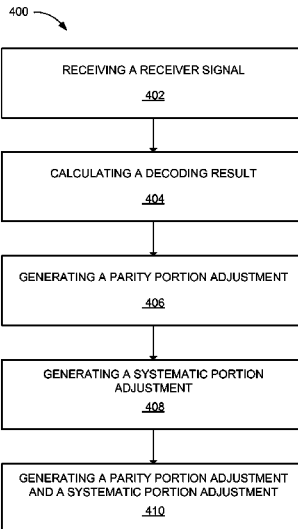 400
RECEIVING A RECEIVER SIGNAL
402
CALCULATING A DECODING RESULT
404
GENERATING A PARITY PORTION ADJUSTMENT
406
GENERATING A SYSTEMATIC PORTION
ADJUSTMENT
408
GENERATING A PARITY PORTION ADJUSTMENT
AND A SYSTEMATIC PORTION ADJUSTMENT
410